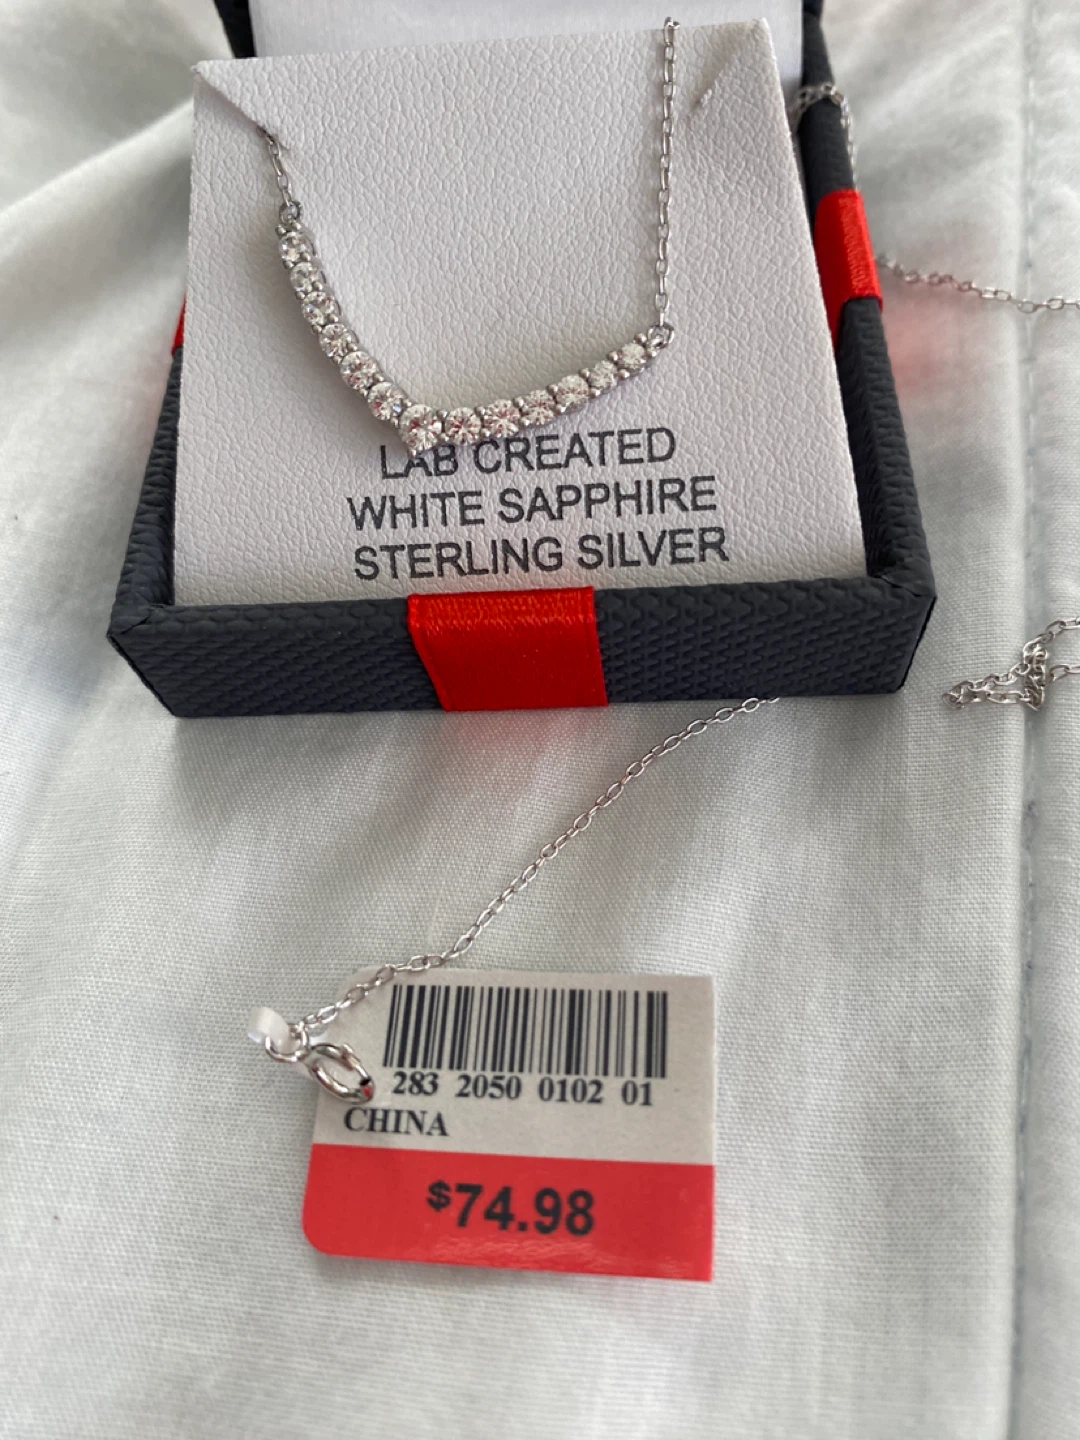 LAB CREATED
WHITE SAPPHIRE
STERLING SILVER
283 2050 0102 01
CHINA
$74.98